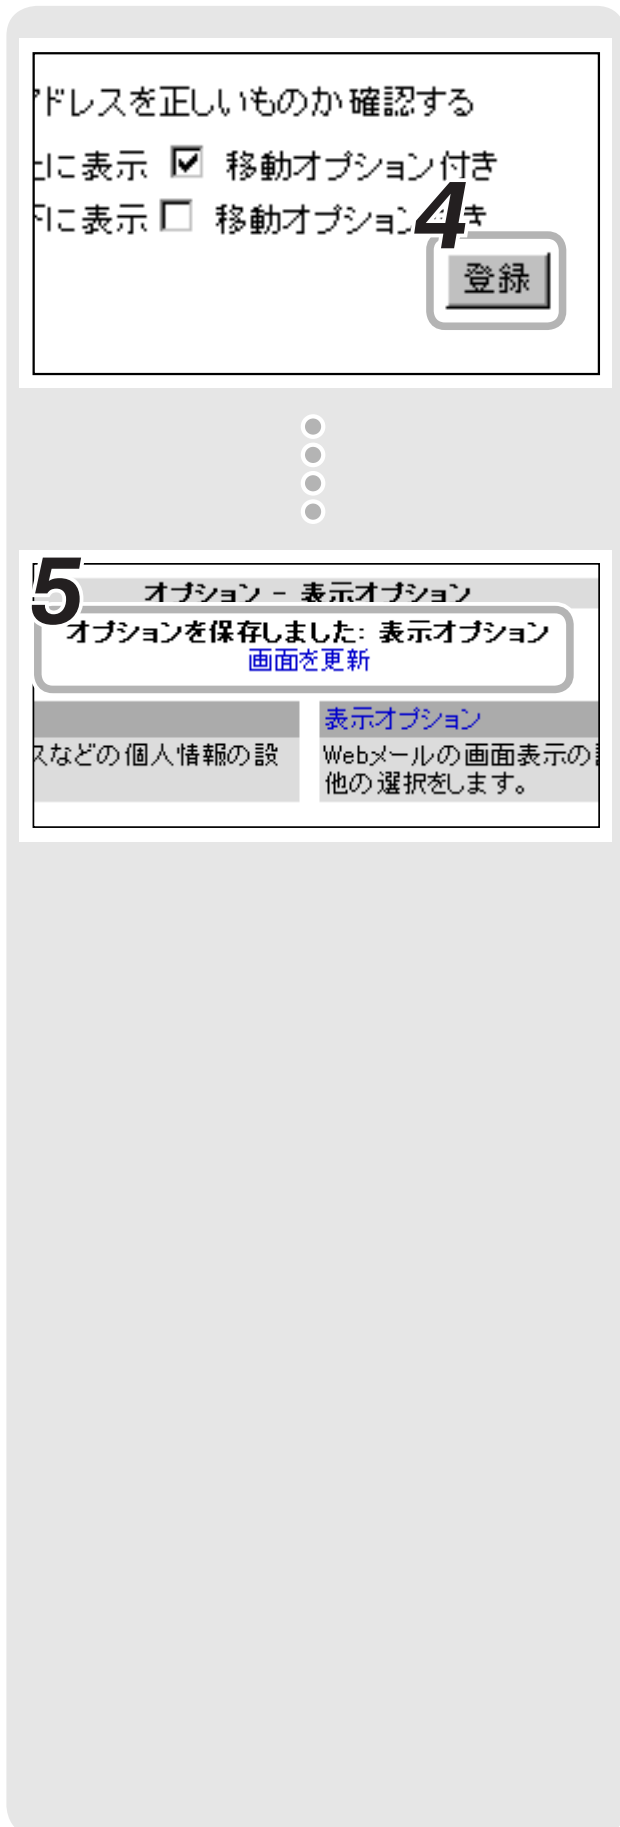 ドレスを正しいものか確認する
に表示 移動オプション付き
に表示 移動オプション き
4
登録
5
オプション - 表示オプション
オプションを保存しました: 表示オプション
画面を更新
表示オプション
スなどの個人情報の設
Webメールの画面表示の
他の選択をします。